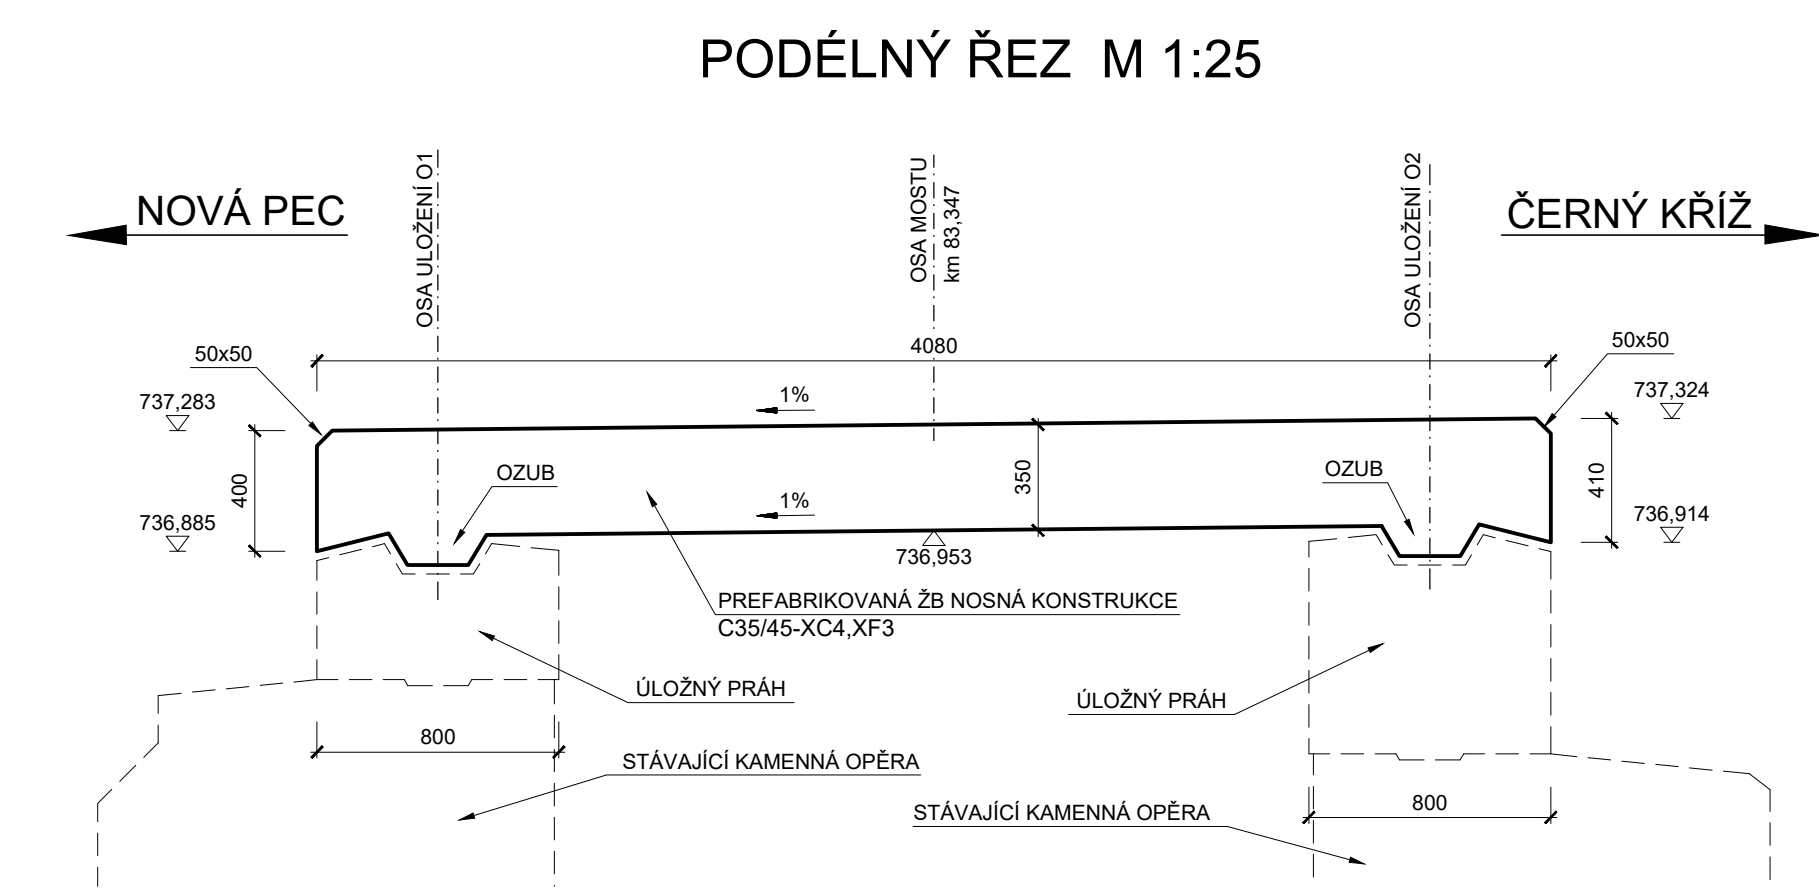 PODÉLNÝ ŘEZ M 1:25
NOVÁ PEC
OSA ULOŽENÍ O1
OSA MOSTU
km 83,347
OSA ULOŽENÍ O2
ČERNÝ KŘÍŽ
4080
50x50
50x50
737,283
1%
737,324
400
OZUB
350
OZUB
410
736,885
1%
736,914
736,953
PREFABRIKOVANÁ ŽB NOSNÁ KONSTRUKCE
C35/45-XC4,XF3
ÚLOŽNÝ PRÁH
ÚLOŽNÝ PRÁH
800
STÁVAJÍCÍ KAMENNÁ OPĚRA
800
STÁVAJÍCÍ KAMENNÁ OPĚRA